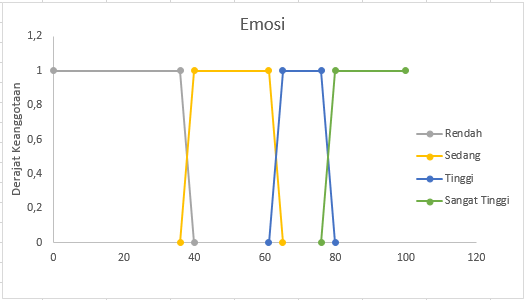 Emosi
1,2
1
0,8
0,6
0,4
0,2
0
Derajat Keanggotaan
0 20 40 60 80 100 120
Rendah
Sedang
Tinggi
Sangat Tinggi